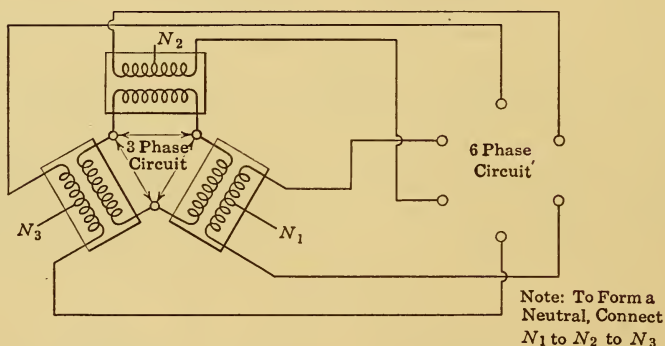 N2
3 Phase
Circuit
6 Phase
Circuit
N3
N1
Note: To Form a
Neutral, Connect
N1 to N2 to N3